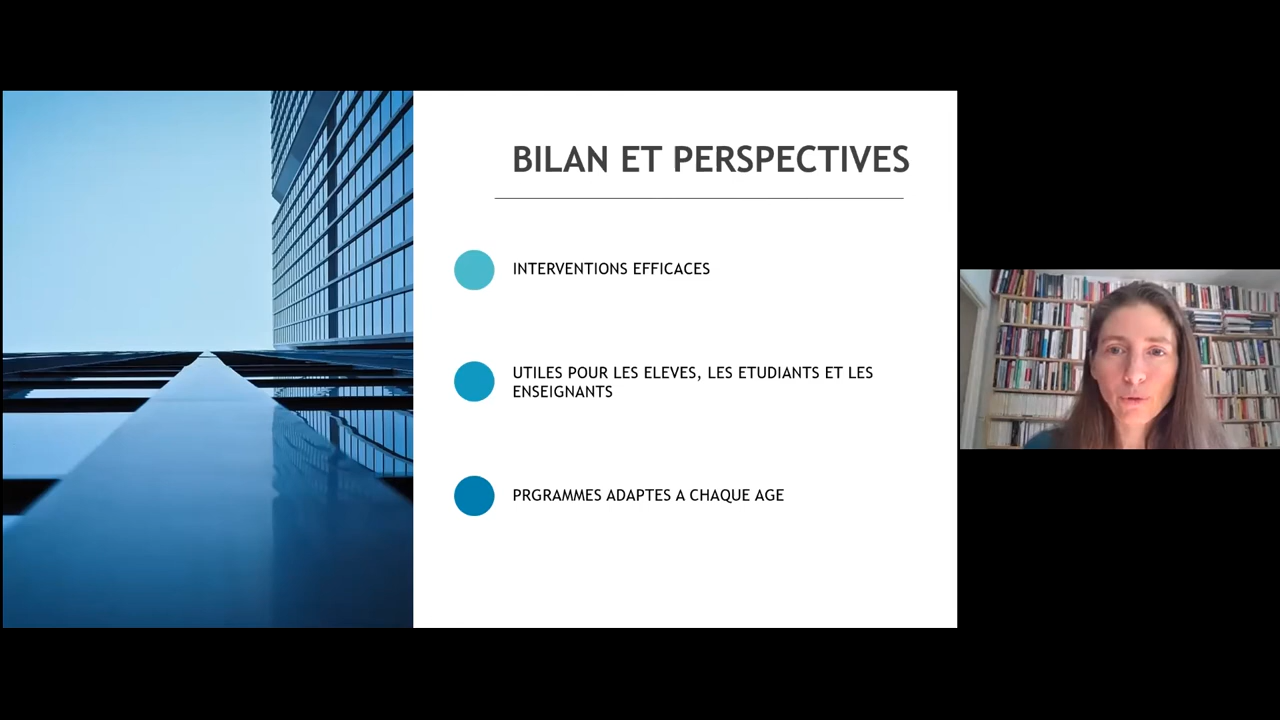 BILAN ET PERSPECTIVES
INTERVENTIONS EFFICACES
UTILES POUR LES ELEVES, LES ETUDIANTS ET LES
ENSEIGNANTS
PRGRAMMES ADAPTES A CHAQUE AGE